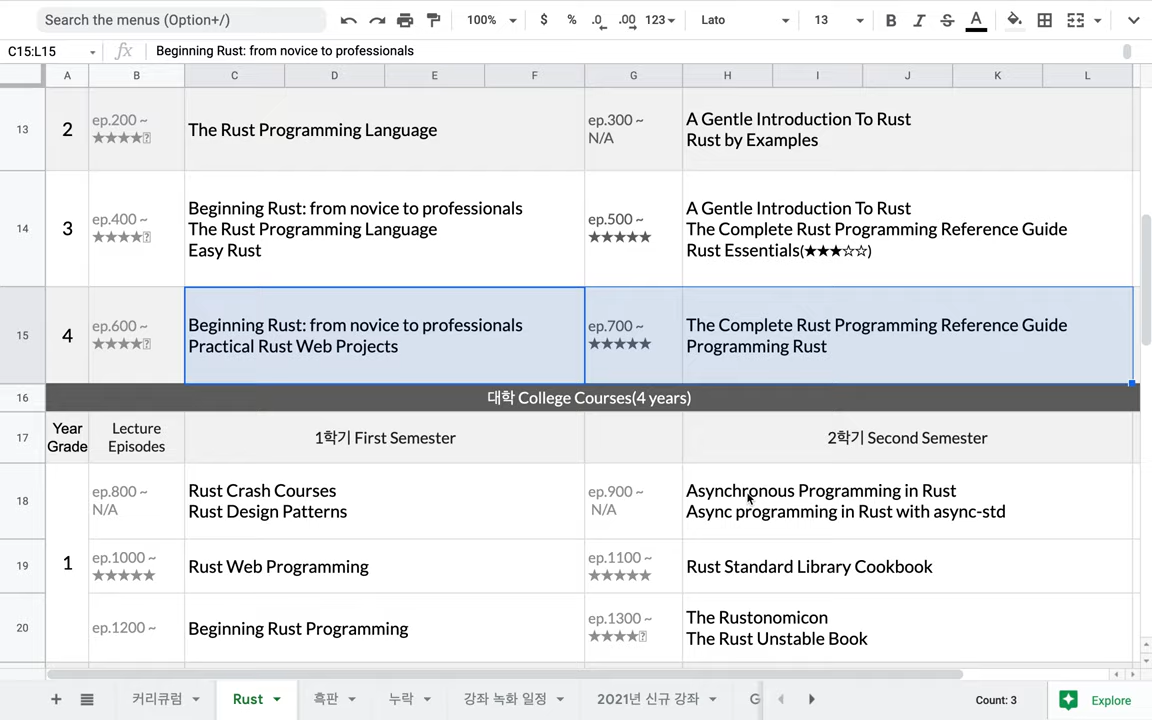 Search the menus (Option+/)
100%
$ % .0 .00 123
Lato
13
B I S A
C15:L15
fx
Beginning Rust: from novice to professionals
A B C D E F G H I J K L
13
2
ep.200 ~
★★★★⍰
The Rust Programming Language
ep.300 ~
N/A
A Gentle Introduction To Rust
Rust by Examples
14
3
ep.400 ~
★★★★⍰
Beginning Rust: from novice to professionals
The Rust Programming Language
Easy Rust
ep.500 ~
★★★★★
A Gentle Introduction To Rust
The Complete Rust Programming Reference Guide
Rust Essentials(★★★☆☆)
15
4
ep.600 ~
★★★★⍰
Beginning Rust: from novice to professionals
Practical Rust Web Projects
ep.700 ~
★★★★★
The Complete Rust Programming Reference Guide
Programming Rust
16
대학 College Courses(4 years)
17
Year
Grade
Lecture
Episodes
1학기 First Semester
2학기 Second Semester
18
ep.800 ~
N/A
Rust Crash Courses
Rust Design Patterns
ep.900 ~
N/A
Asynchronous Programming in Rust
Async programming in Rust with async-std
19
1
ep.1000 ~
★★★★★
Rust Web Programming
ep.1100 ~
★★★★★
Rust Standard Library Cookbook
20
ep.1200 ~
Beginning Rust Programming
ep.1300 ~
★★★★⍰
The Rustonomicon
The Rust Unstable Book
커리큘럼
Rust
흑판
누락
강좌 녹화 일정
2021년 신규 강좌
G
Count: 3
Explore